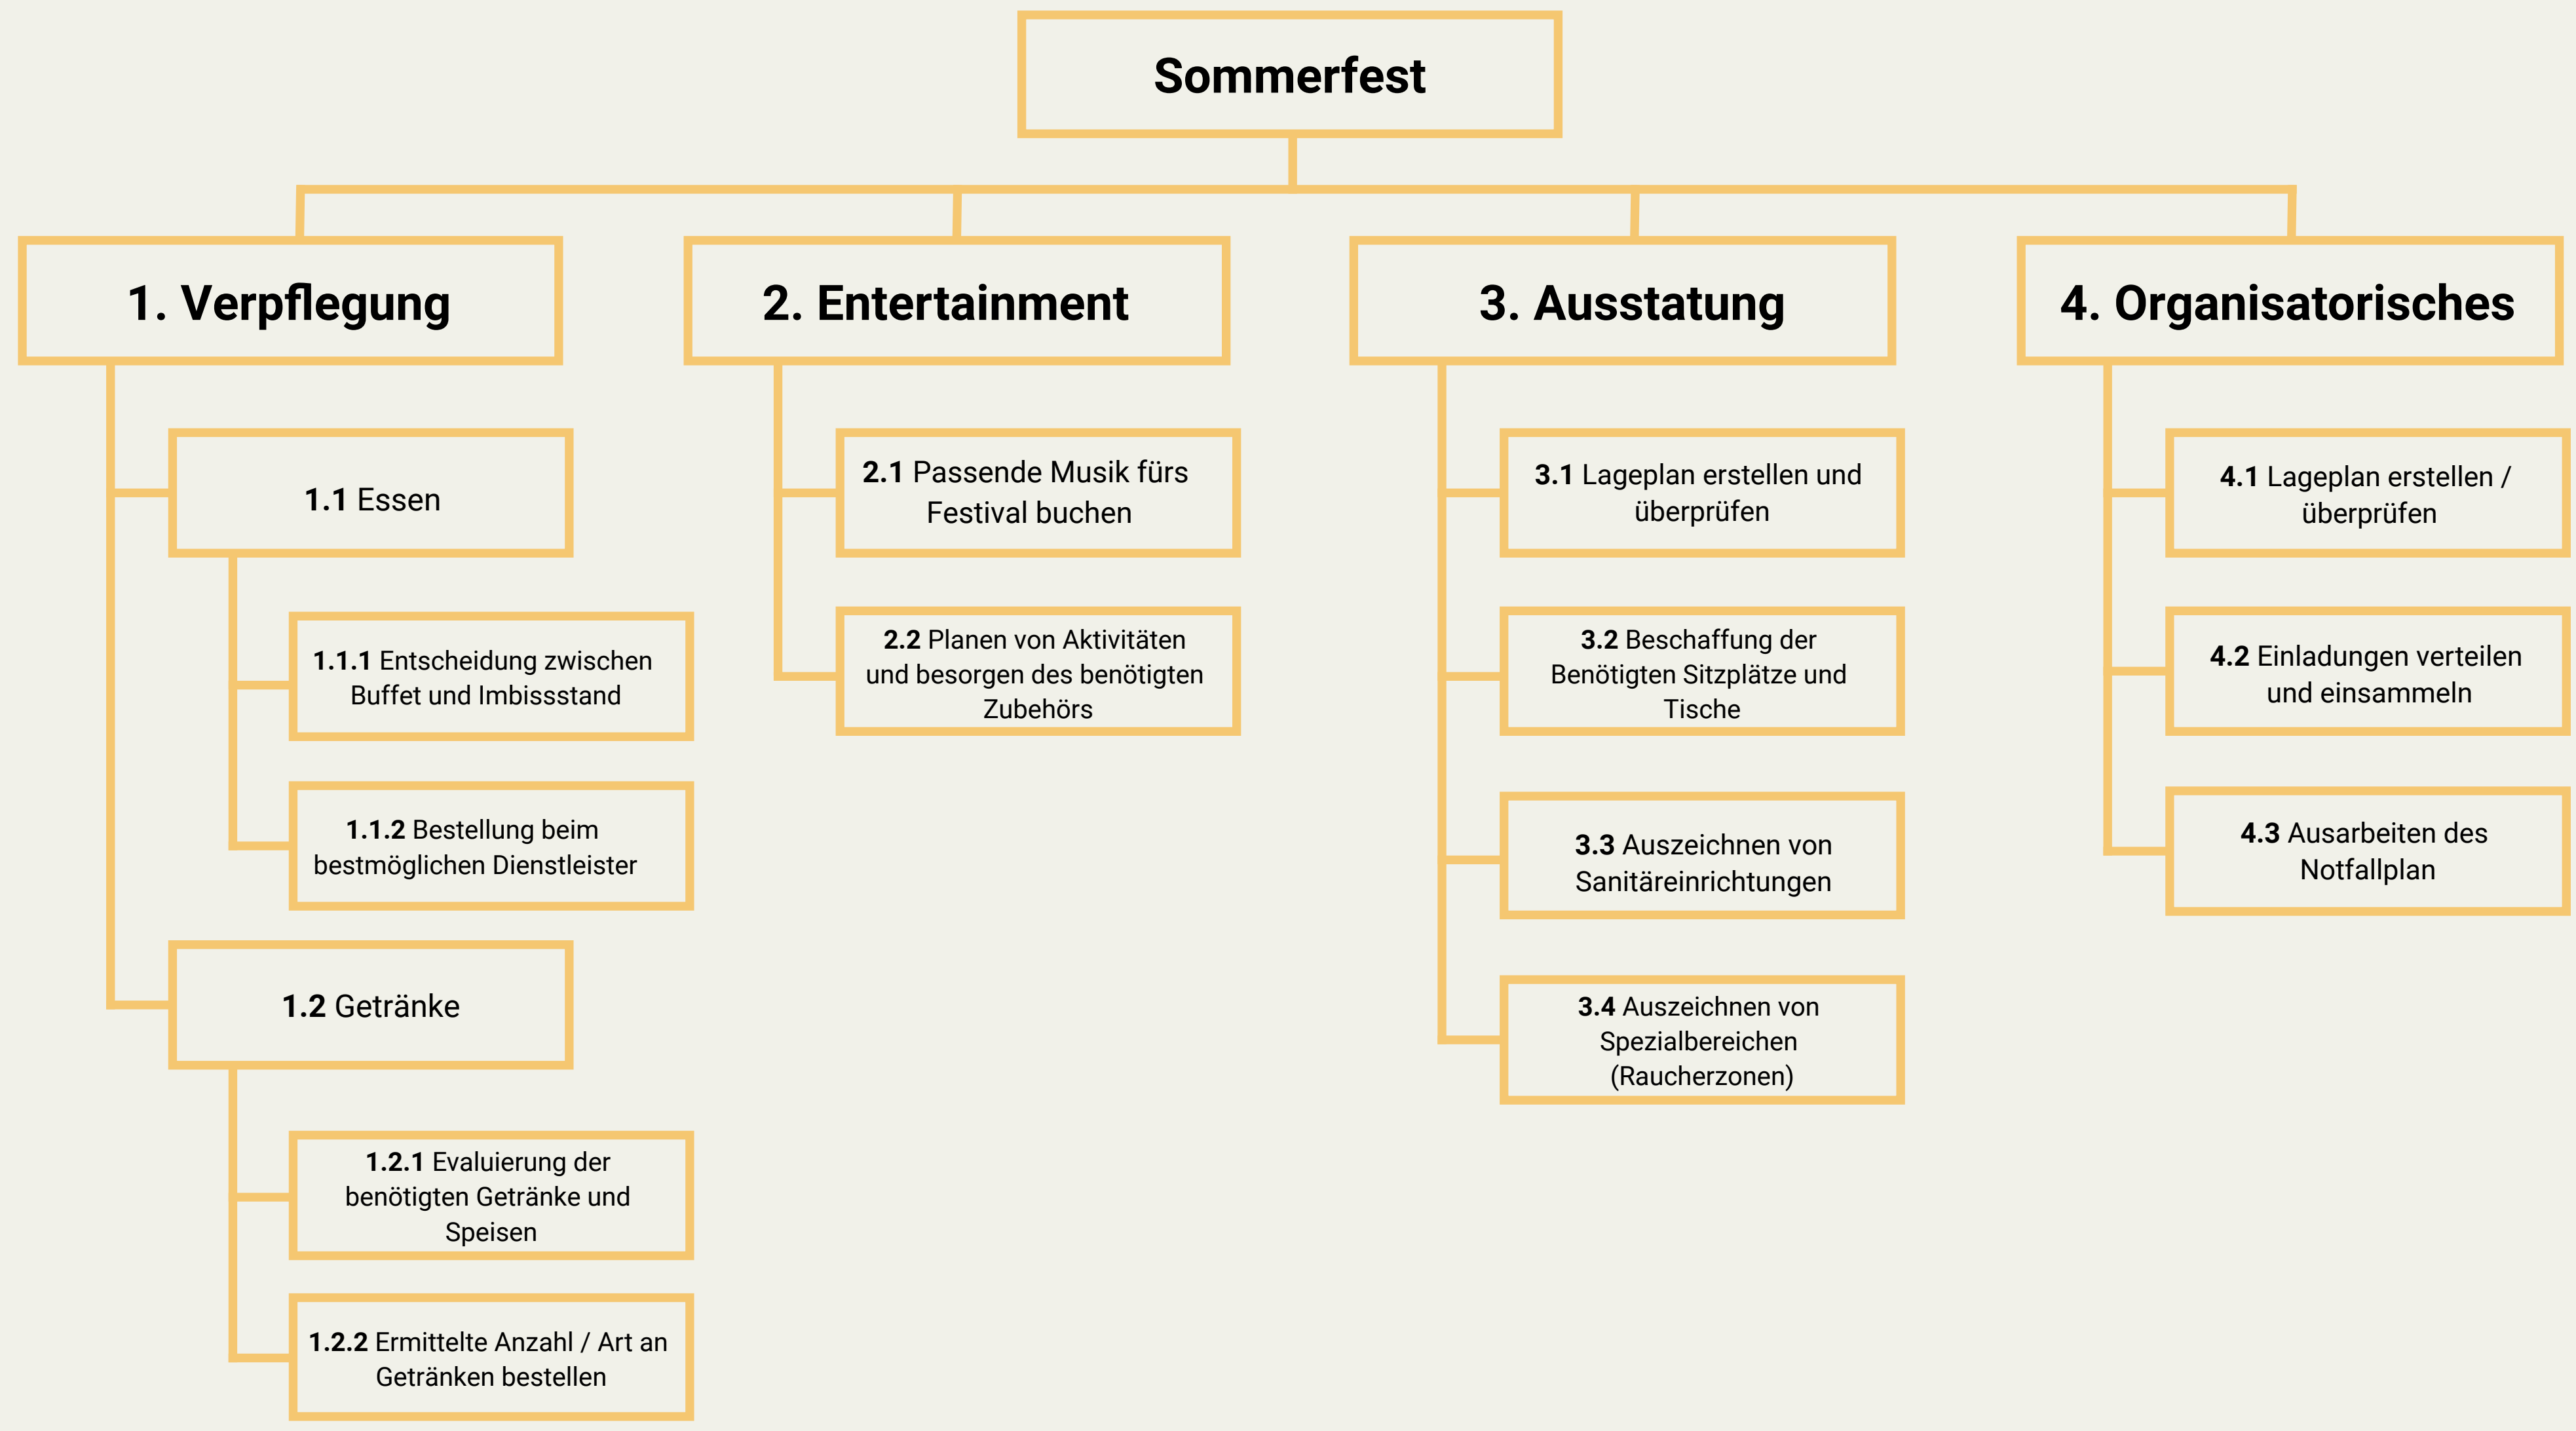 Sommerfest
1. Verpflegung
1.1 Essen
1.1.1 Entscheidung zwischen
Buffet und Imbissstand
1.1.2 Bestellung beim
bestmöglichen Dienstleister
1.2 Getränke
1.2.1 Evaluierung der
benötigten Getränke und
Speisen
1.2.2 Ermittelte Anzahl / Art an
Getränken bestellen
2. Entertainment
2.1 Passende Musik fürs
Festival buchen
2.2 Planen von Aktivitäten
und besorgen des benötigten
Zubehörs
3. Ausstatung
3.1 Lageplan erstellen und
überprüfen
3.2 Beschaffung der
Benötigten Sitzplätze und
Tische
3.3 Auszeichnen von
Sanitäreinrichtungen
3.4 Auszeichnen von
Spezialbereichen
(Raucherzonen)
4. Organisatorisches
4.1 Lageplan erstellen /
überprüfen
4.2 Einladungen verteilen
und einsammeln
4.3 Ausarbeiten des
Notfallplan